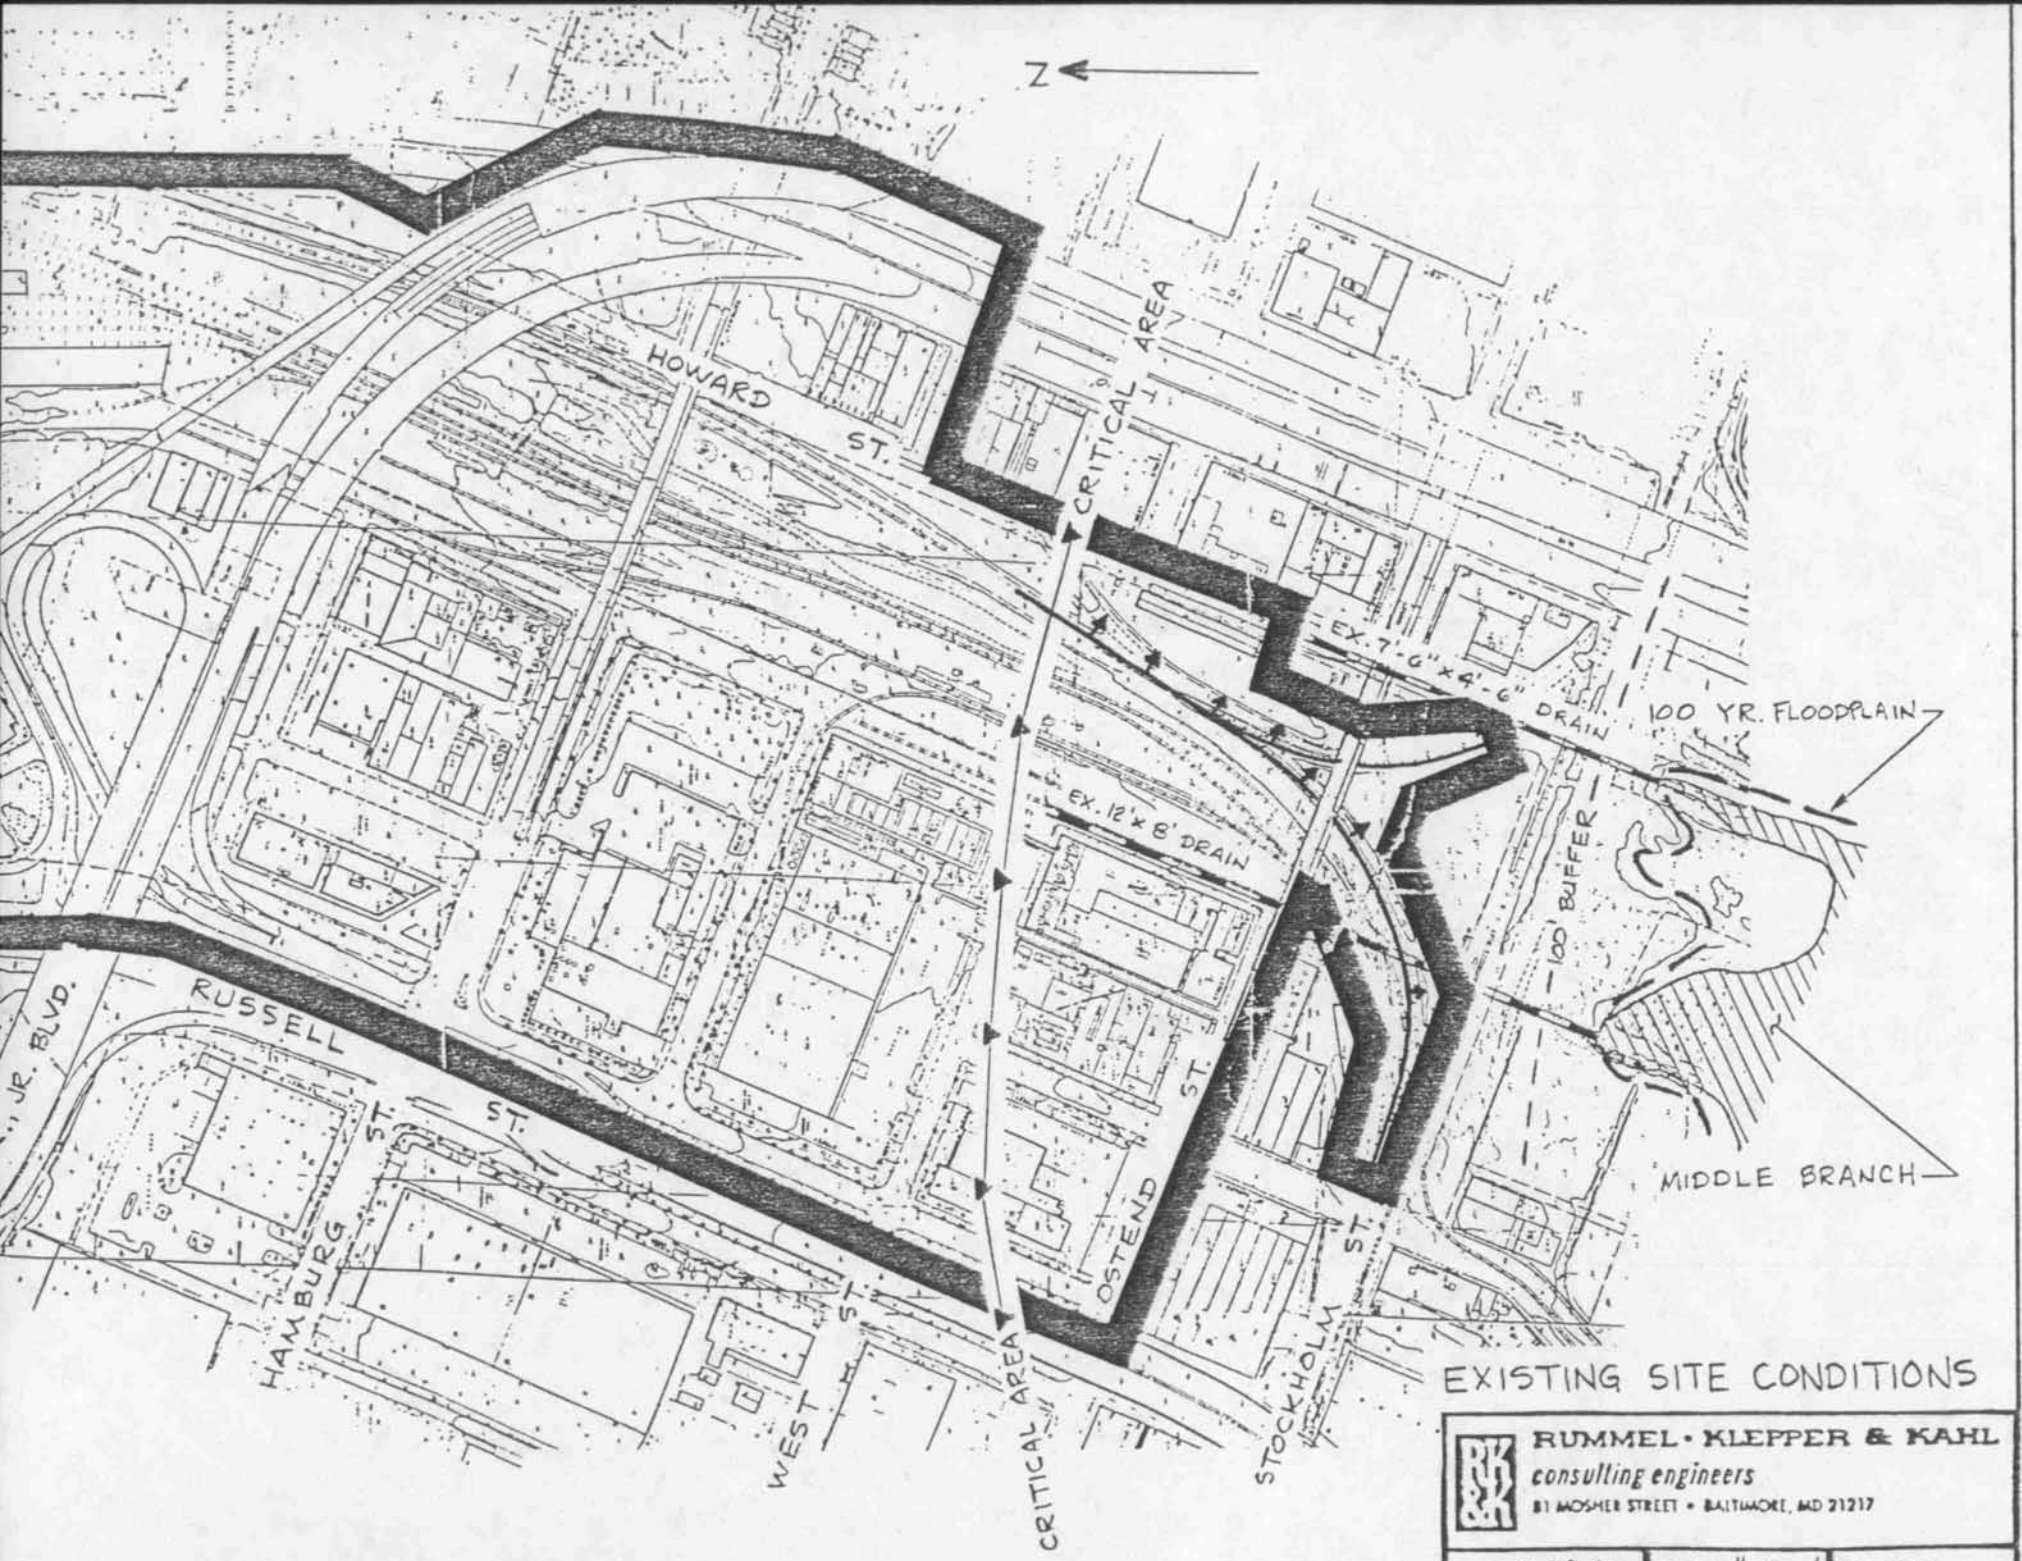 N
HOWARD
ST.
CRITICAL AREA
EX. 7'-6" x 4'-6" DRAIN
100 YR. FLOODPLAIN
EX. 12' x 8' DRAIN
100' BUFFER
JR. BLVD.
RUSSELL
ST.
ST.
HAMBURG
ST.
WEST
OSTEND
ST.
STOCKHOLM
ST.
CRITICAL AREA
MIDDLE BRANCH
EXISTING SITE CONDITIONS
RK&K
RUMMEL · KLEPPER & KAHL
consulting engineers
81 MOSHER STREET • BALTIMORE, MD 21217